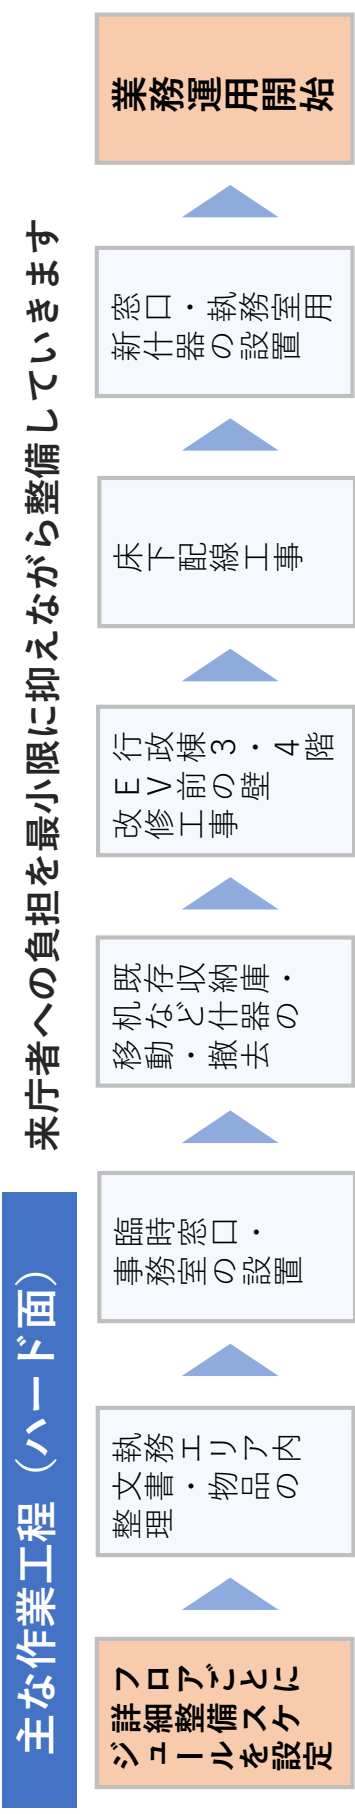 主な作業工程（ハード面）
来庁者への負担を最小限に抑えながら整備していきます
フロアごとに
詳細整備スケ
ジュールを設定
執務エリア内
文書・物品の
整理
臨時窓口・
事務室の設置
既存収納庫・
机など什器の
移動・撤去
行政棟３・４階
ＥＶ前の壁
改修工事
床下配線工事
窓口・執務室用
新什器の設置
業務運用開始